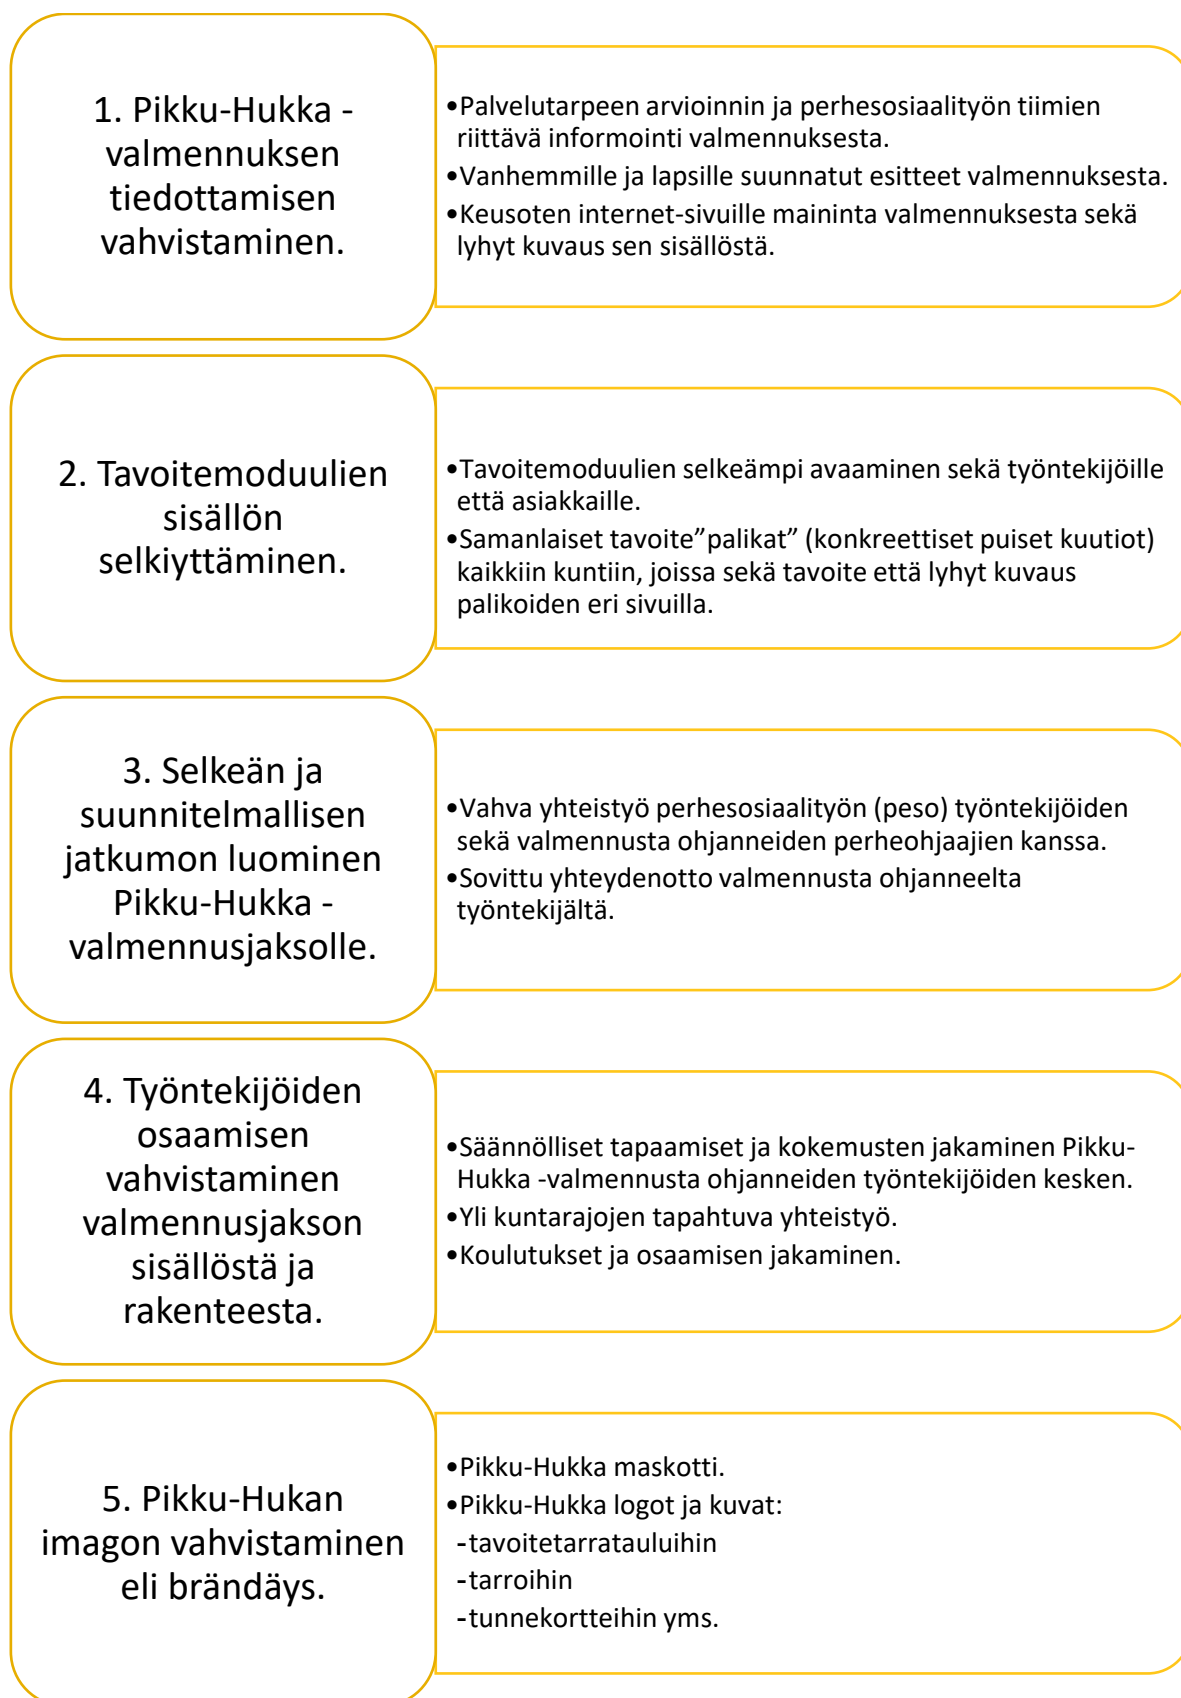 1. Pikku-Hukka -
valmennuksen
tiedottamisen
vahvistaminen.
•Palvelutarpeen arvioinnin ja perhesosiaalityön tiimien
riittävä informointi valmennuksesta.
•Vanhemmille ja lapsille suunnatut esitteet valmennuksesta.
•Keusoten internet-sivuille maininta valmennuksesta sekä
lyhyt kuvaus sen sisällöstä.
2. Tavoitemoduulien
sisällön
selkiyttäminen.
•Tavoitemoduulien selkeämpi avaaminen sekä työntekijöille
että asiakkaille.
•Samanlaiset tavoite”palikat” (konkreettiset puiset kuutiot)
kaikkiin kuntiin, joissa sekä tavoite että lyhyt kuvaus
palikoiden eri sivuilla.
3. Selkeän ja
suunnitelmallisen
jatkumon luominen
Pikku-Hukka -
valmennusjaksolle.
•Vahva yhteistyö perhesosiaalityön (peso) työntekijöiden
sekä valmennusta ohjanneiden perheohjaajien kanssa.
•Sovittu yhteydenotto valmennusta ohjanneelta
työntekijältä.
4. Työntekijöiden
osaamisen
vahvistaminen
valmennusjakson
sisällöstä ja
rakenteesta.
•Säännölliset tapaamiset ja kokemusten jakaminen Pikku-
Hukka -valmennusta ohjanneiden työntekijöiden kesken.
•Yli kuntarajojen tapahtuva yhteistyö.
•Koulutukset ja osaamisen jakaminen.
5. Pikku-Hukan
imagon vahvistaminen
eli brändäys.
•Pikku-Hukka maskotti.
•Pikku-Hukka logot ja kuvat:
-tavoitetarratauluihin
-tarroihin
-tunnekortteihin yms.